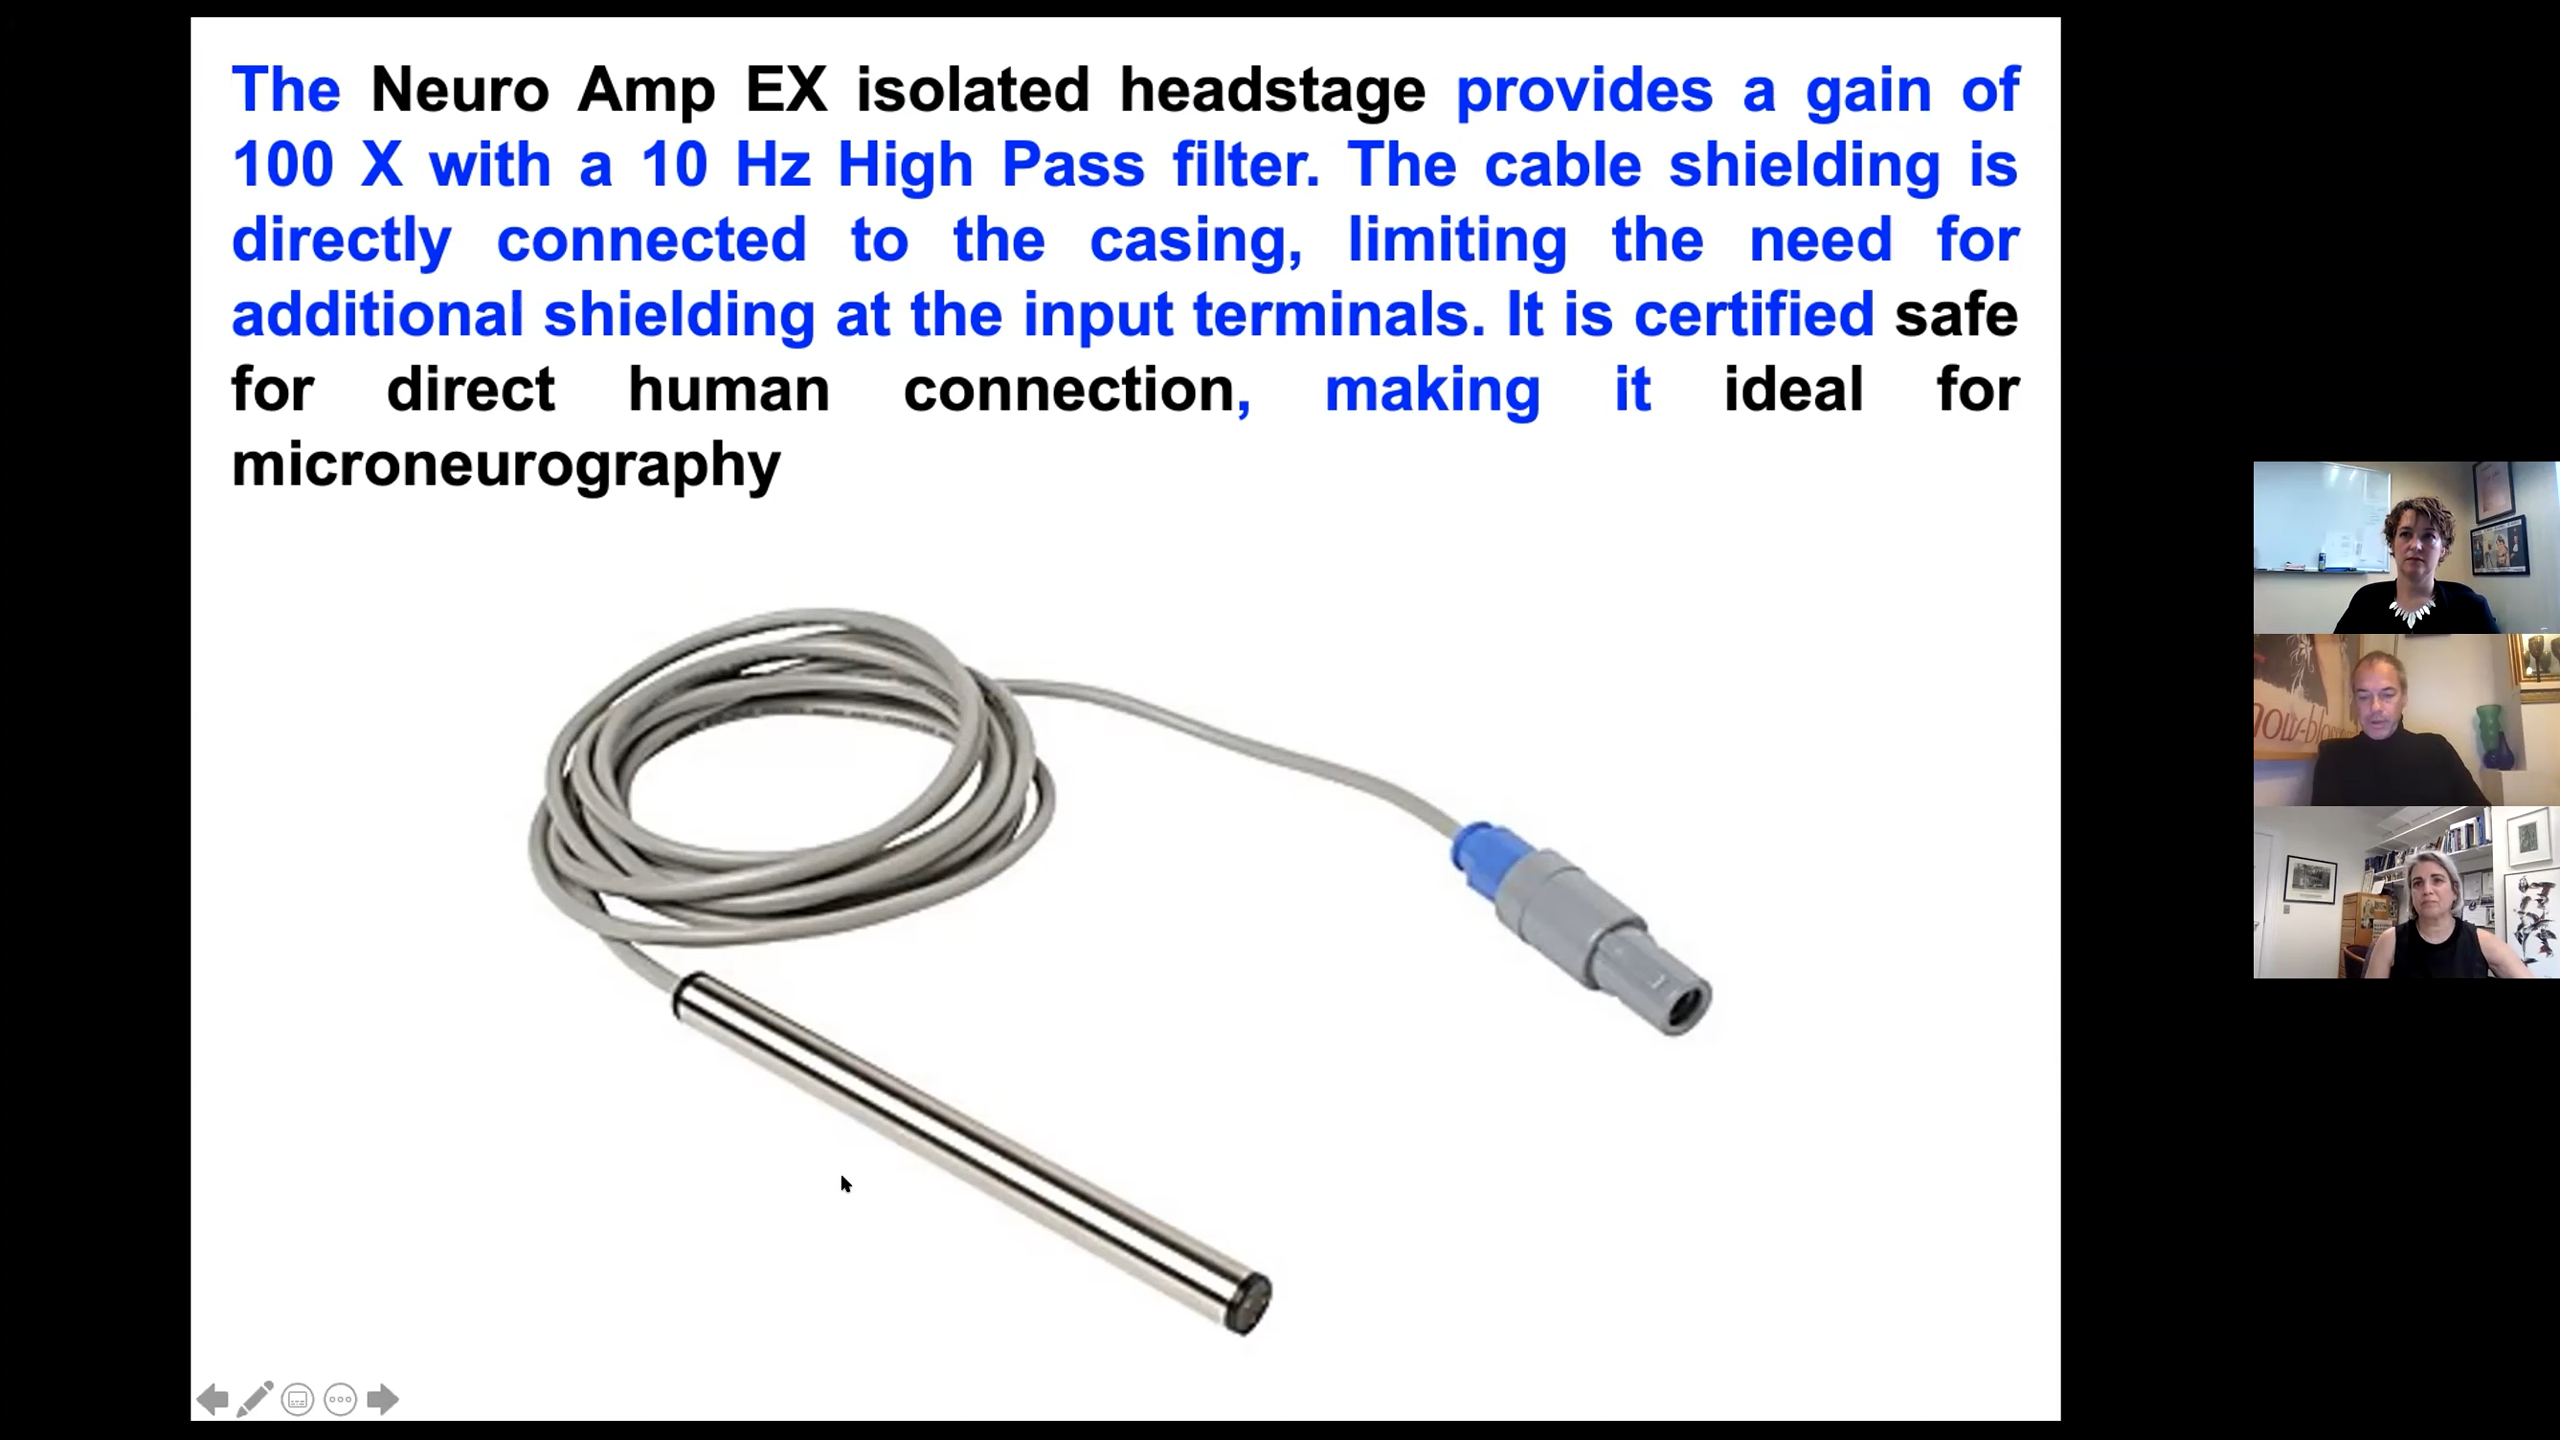 The Neuro Amp EX isolated headstage provides a gain of
100 X with a 10 Hz High Pass filter. The cable shielding is
directly connected to the casing, limiting the need for
additional shielding at the input terminals. It is certified safe
for direct human connection, making it ideal for
microneurography